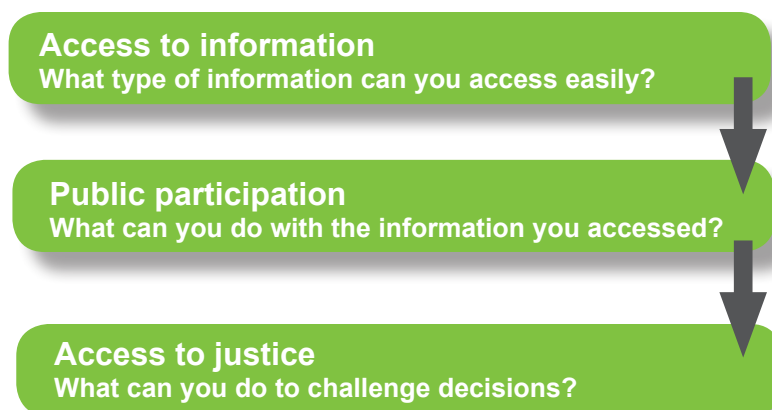 Access to information
What type of information can you access easily?
Public participation
What can you do with the information you accessed?
Access to justice
What can you do to challenge decisions?